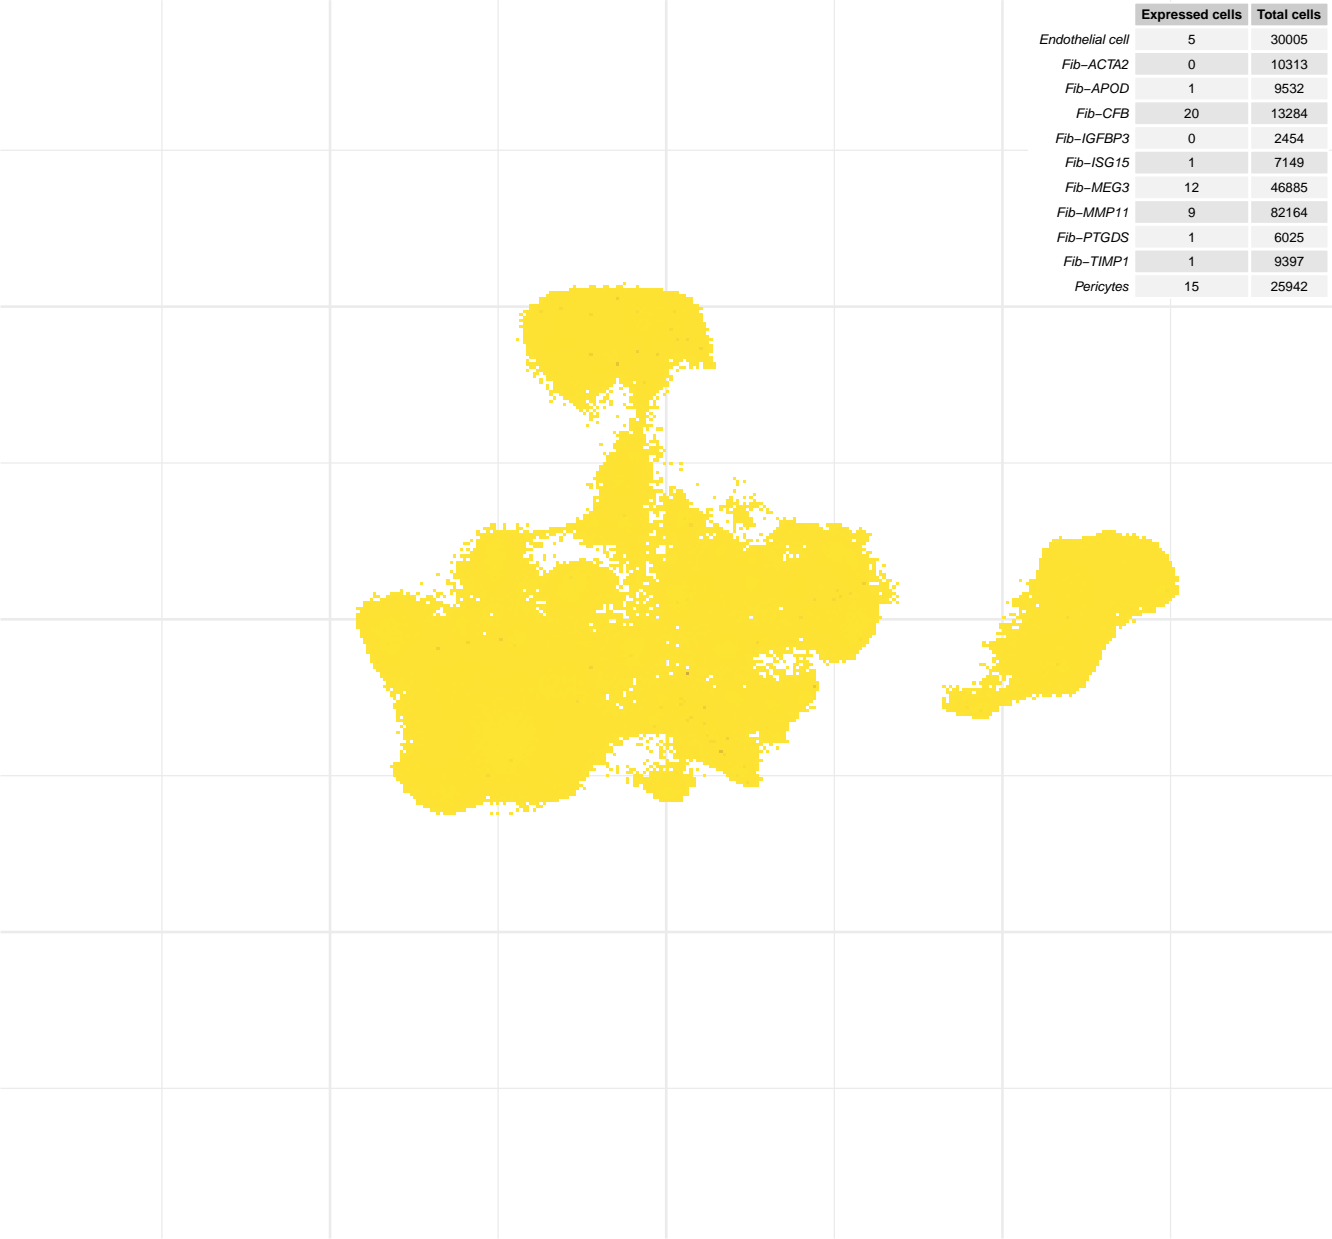 Expressed cells Total cells
Endothelial cell 5 30005
Fib−ACTA2 0 10313
Fib−APOD 1 9532
Fib−CFB 20 13284
Fib−IGFBP3 0 2454
Fib−ISG15 1 7149
Fib−MEG3 12 46885
Fib−MMP11 9 82164
Fib−PTGDS 1 6025
Fib−TIMP1 1 9397
Pericytes 15 25942